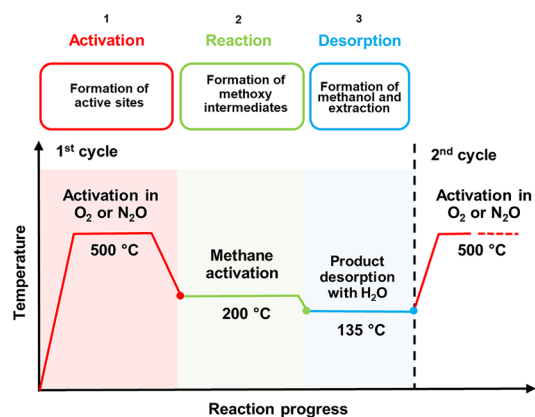 1
2
3
Activation
Reaction
Desorption
Formation of
active sites
Formation of
methoxy
intermediates
Formation of
methanol and
extraction
1st cycle
2nd cycle
Activation in
O2 or N2O
500 °C
Methane
activation
200 °C
Product
desorption
with H2O
135 °C
Activation in
O2 or N2O
500 °C
Temperature
Reaction progress